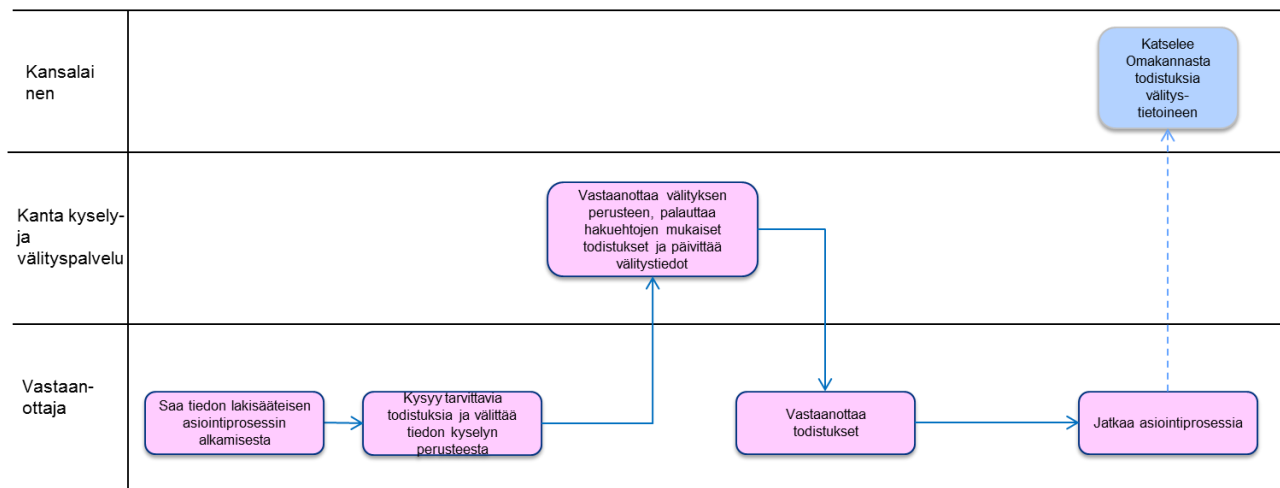 Kansalai
nen
Katselee
Omakannasta
todistuksia
välitys-
tietoineen
Kanta kysely-
ja
välityspalvelu
Vastaanottaa välityksen
perusteen, palauttaa
hakuehtojen mukaiset
todistukset ja päivittää
välitystiedot
Vastaan-
ottaja
Saa tiedon lakisääteisen
asiointiprosessin
alkamisesta
Kysyy tarvittavia
todistuksia ja välittää
tiedon kyselyn
perusteesta
Vastaanottaa
todistukset
Jatkaa asiointiprosessia